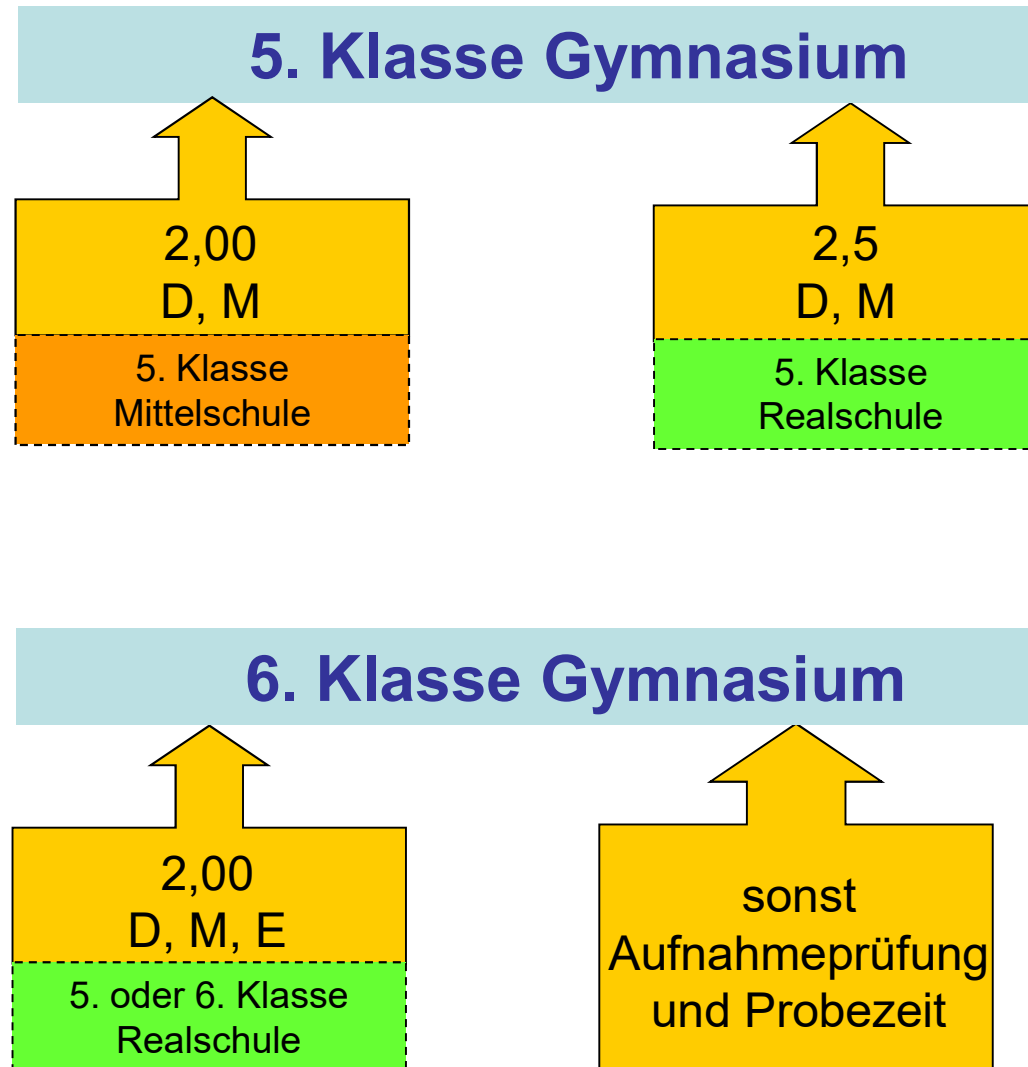 5. Klasse Gymnasium
2,00
D, M
5. Klasse
Mittelschule
2,5
D, M
5. Klasse
Realschule
6. Klasse Gymnasium
2,00
D, M, E
5. oder 6. Klasse
Realschule
sonst
Aufnahmeprüfung
und Probezeit